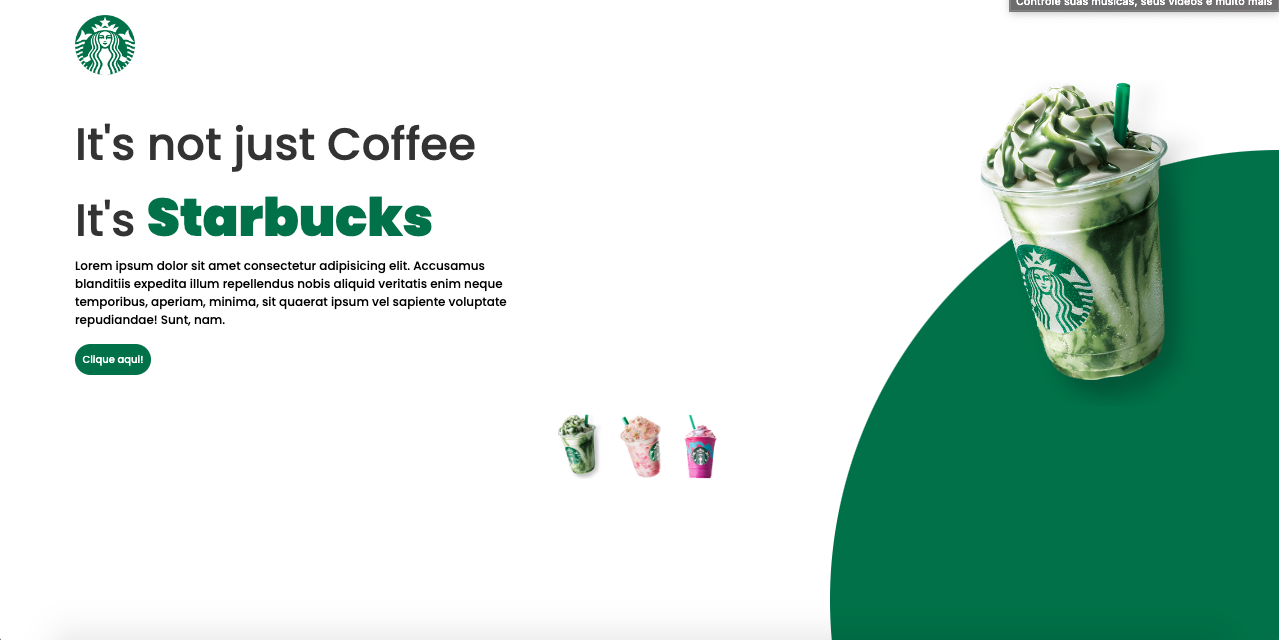 Controle suas músicas, seus vídeos e muito mais
It's not just Coffee
It's Starbucks
Lorem ipsum dolor sit amet consectetur adipisicing elit. Accusamus
blanditiis expedita illum repellendus nobis aliquid veritatis enim neque
temporibus, aperiam, minima, sit quaerat ipsum vel sapiente voluptate
repudiandae! Sunt, nam.
Clique aqui!